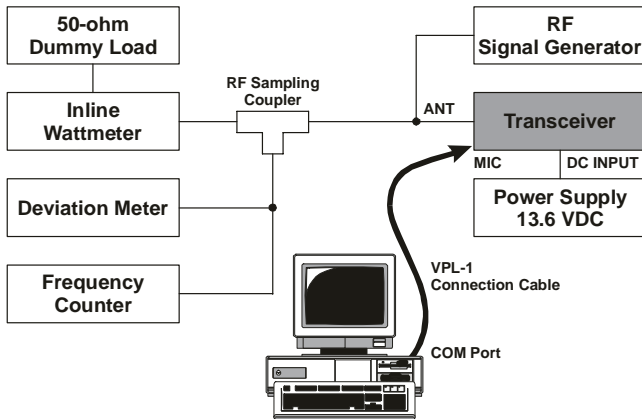 50-ohm
Dummy Load
RF
Signal Generator
RF Sampling
Coupler
Inline
Wattmeter
ANT
Transceiver
MIC
DC INPUT
Deviation Meter
Power Supply
13.6 VDC
Frequency
Counter
VPL-1
Connection Cable
COM Port